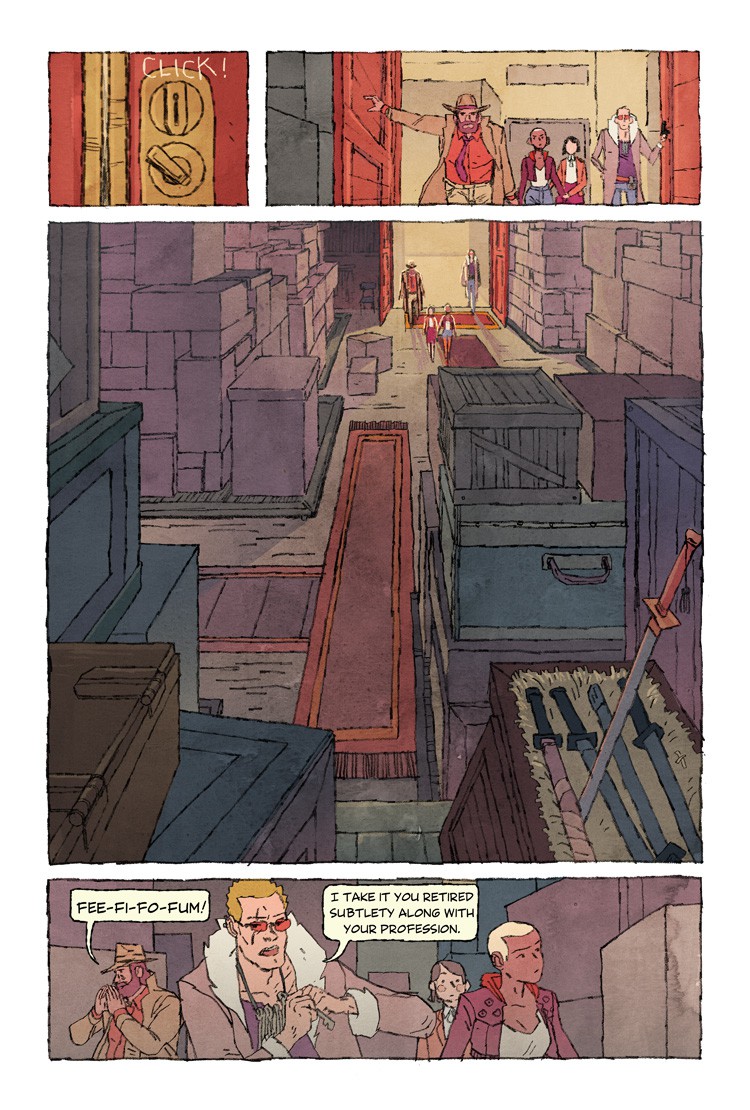 CLICK!
FEE-FI-FO-FUM!
I TAKE IT YOU RETIRED
SUBTLETY ALONG WITH
YOUR PROFESSION.